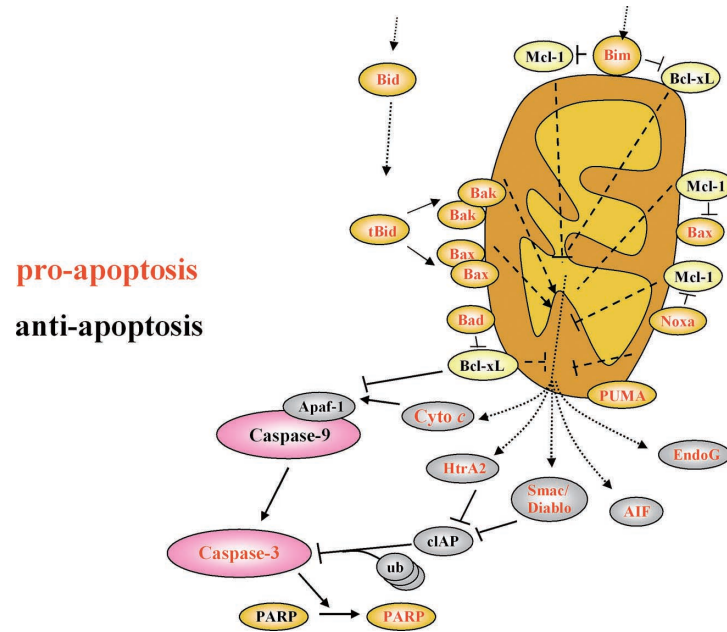 Mcl-1
Bim
Bcl-xL
Bid
Mcl-1
Bak
Bak
tBid
Bax
Bax
Bax
Mcl-1
pro-apoptosis
anti-apoptosis
Bad
Noxa
Bcl-xL
PUMA
Apaf-1
Cyto c
Caspase-9
EndoG
HtrA2
Smac/
Diablo
AIF
cIAP
Caspase-3
ub
PARP
PARP